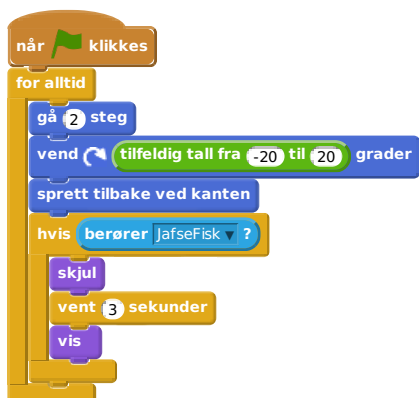 når klikkes
for alltid
gå 2 steg
vend tilfeldig tall fra -20 til 20 grader
sprett tilbake ved kanten
hvis berører JafseFisk ?
skjul
vent 3 sekunder
vis